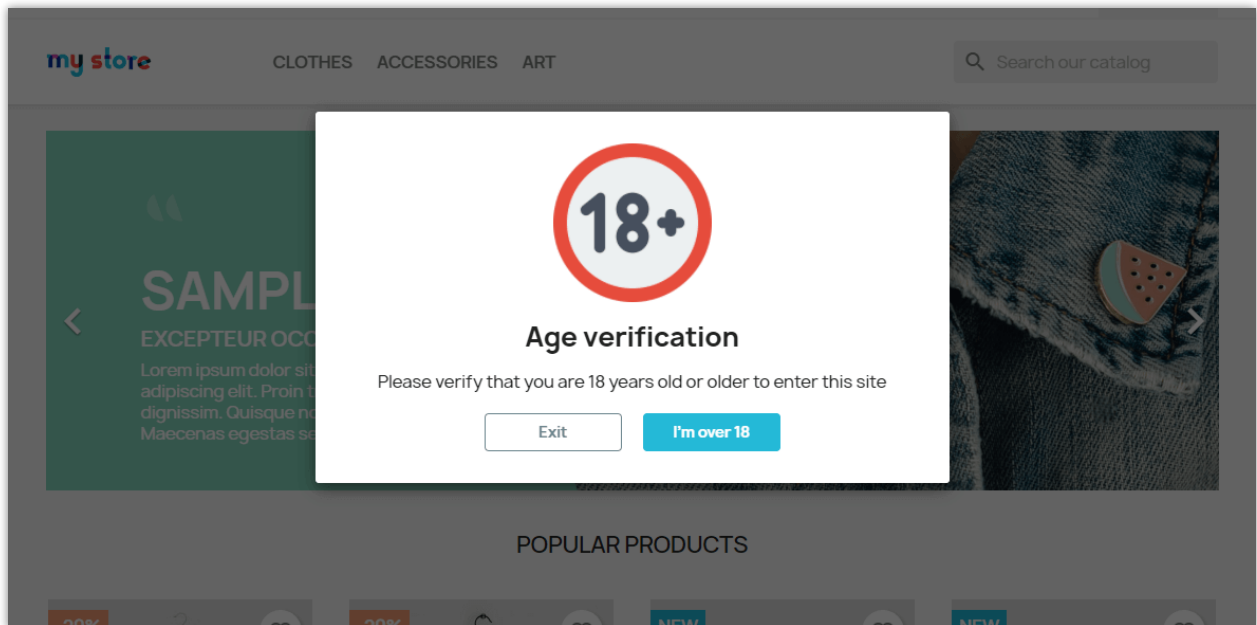 my store
CLOTHES ACCESSORIES ART
Search our catalog
18+
SAMPL
EXCEPTEUR OCC
Lorem ipsum dolor sit
adipiscing elit. Proin
dignissim. Quisque
Maecenas egestas
Age verification
Please verify that you are 18 years old or older to enter this site
Exit I'm over 18
POPULAR PRODUCTS
NEW NEW